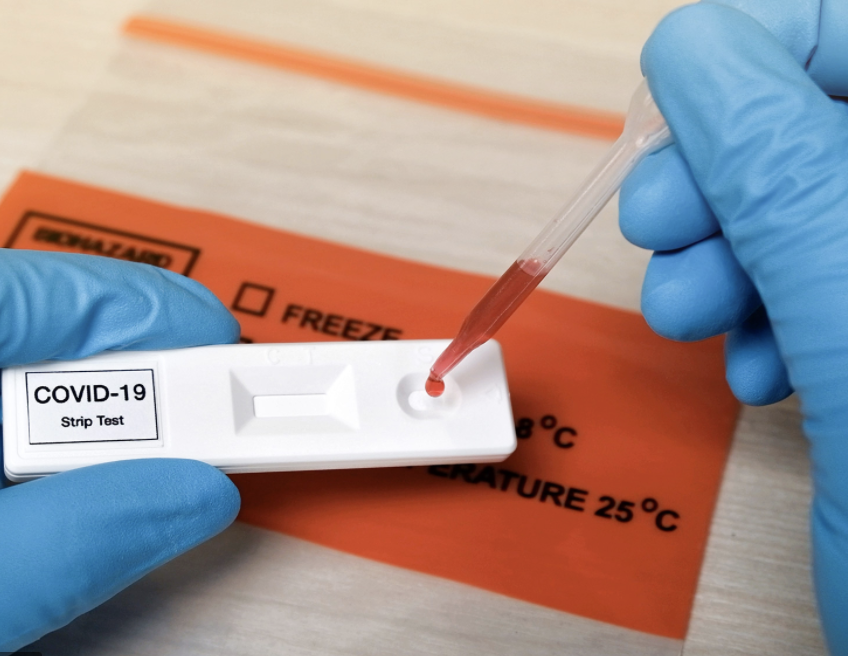 BIOHAZARD
FREEZE
8°C
ERATURE 25°C
COVID-19
Strip Test